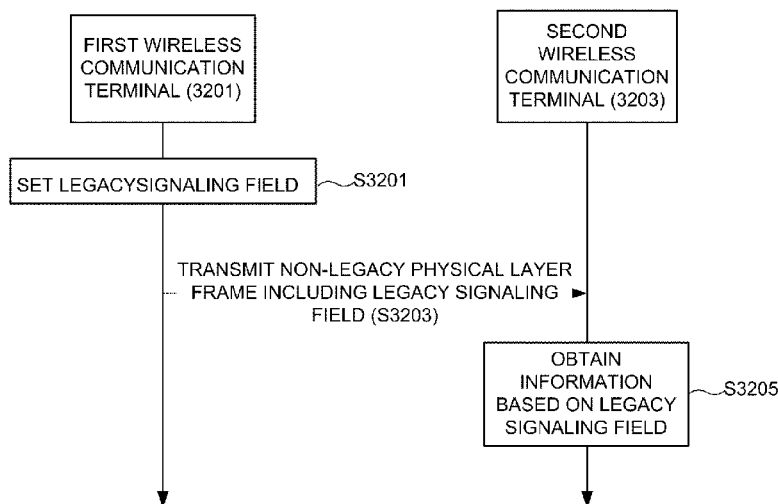 FIRST WIRELESS
COMMUNICATION
TERMINAL (3201)
SECOND
WIRELESS
COMMUNICATION
TERMINAL (3203)
SET LEGACYSIGNALING FIELD
S3201
TRANSMIT NON-LEGACY PHYSICAL LAYER
FRAME INCLUDING LEGACY SIGNALING
FIELD (S3203)
OBTAIN
INFORMATION
BASED ON LEGACY
SIGNALING FIELD
S3205